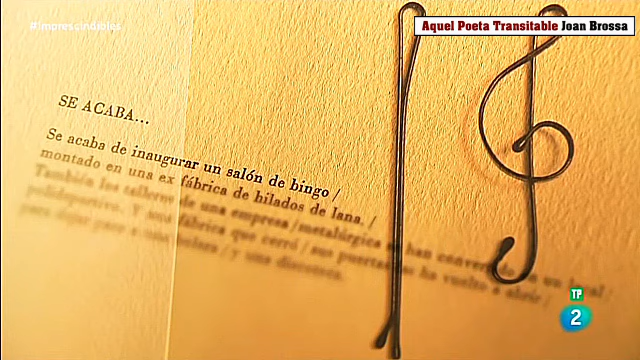 #imprescindibles
Aquel Poeta Transitable Joan Brossa
SE ACABA...
Se acaba de inaugurar un salón de bingo /
montado en una ex fábrica de hilados de lana. /
También los talleres de una empresa / metalúrgica se han convertido en un local /
polideportivo. Y una fábrica que cerró / sus puertas, las ha vuelto a abrir /
y una discoteca.
TP
2